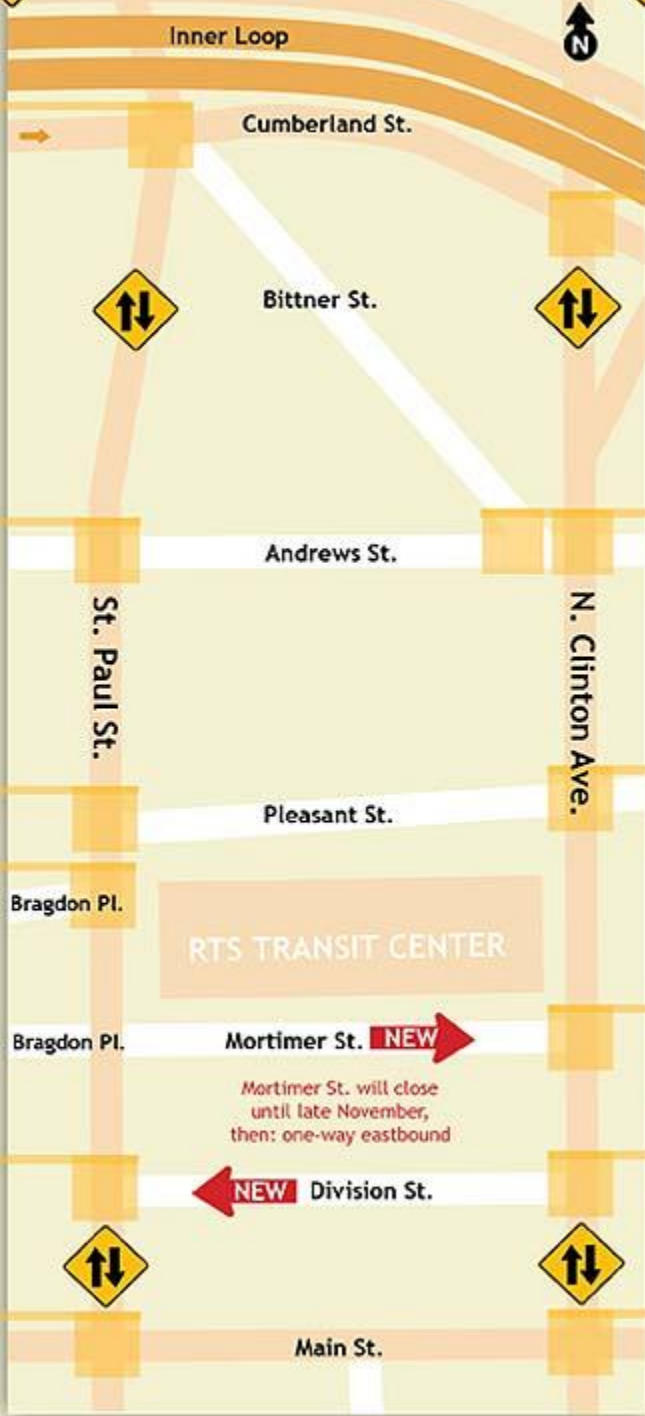 Inner Loop
N
Cumberland St.
Bittner St.
Andrews St.
St. Paul St.
N. Clinton Ave.
Pleasant St.
Bragdon Pl.
RTS TRANSIT CENTER
Bragdon Pl.
Mortimer St. NEW
Mortimer St. will close
until late November,
then: one-way eastbound
NEW Division St.
Main St.